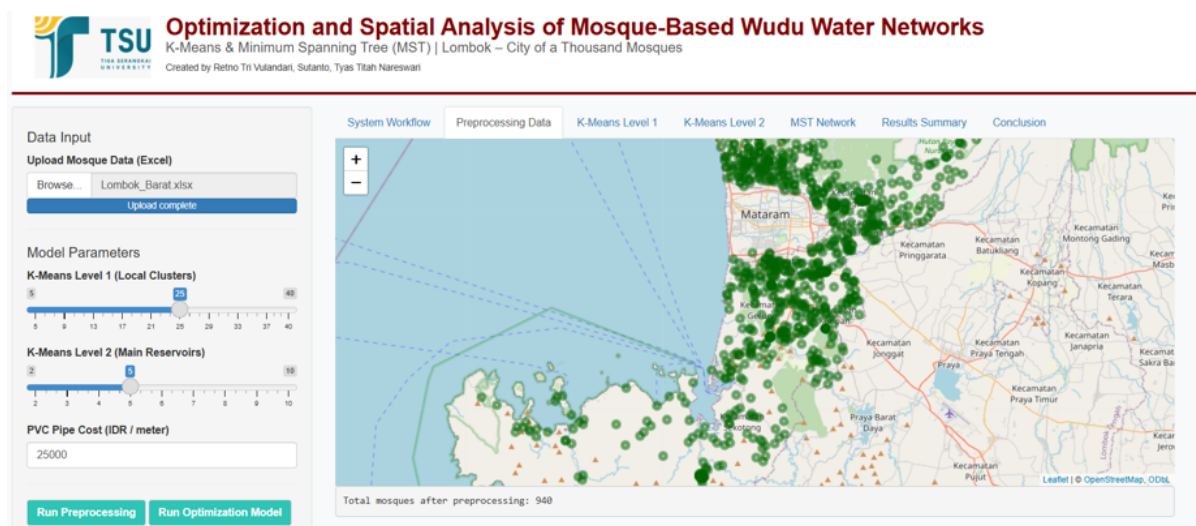 TSU
TIGA SERANGKAI
UNIVERSITY
Optimization and Spatial Analysis of Mosque-Based Wudu Water Networks
K-Means & Minimum Spanning Tree (MST) | Lombok – City of a Thousand Mosques
Created by Retno Tri Vulandari, Sutanto, Tyas Titah Nareswari
Data Input
Upload Mosque Data (Excel)
Browse... Lombok_Barat.xlsx
Upload complete
Model Parameters
K-Means Level 1 (Local Clusters)
5 25 40
5 9 13 17 21 25 29 33 37 40
K-Means Level 2 (Main Reservoirs)
2 5 10
2 3 4 5 6 7 8 9 10
PVC Pipe Cost (IDR / meter)
25000
Run Preprocessing Run Optimization Model
System Workflow Preprocessing Data K-Means Level 1 K-Means Level 2 MST Network Results Summary Conclusion
+
−
Hutan
Mataram
Kecamatan
Pringgarata
Kecamatan
Batukliang
Kecamatan
Montong Gading
Kecamatan
Kopang
Kecamatan
Terara
Kecamatan
Jonggat
Kecamatan
Praya Tengah
Kecamatan
Janapria
Praya
Kecamatan
Praya Timur
Praya Barat
Daya
Kecamatan
Pujut
Leaflet | © OpenStreetMap, ODbL
Total mosques after preprocessing: 940